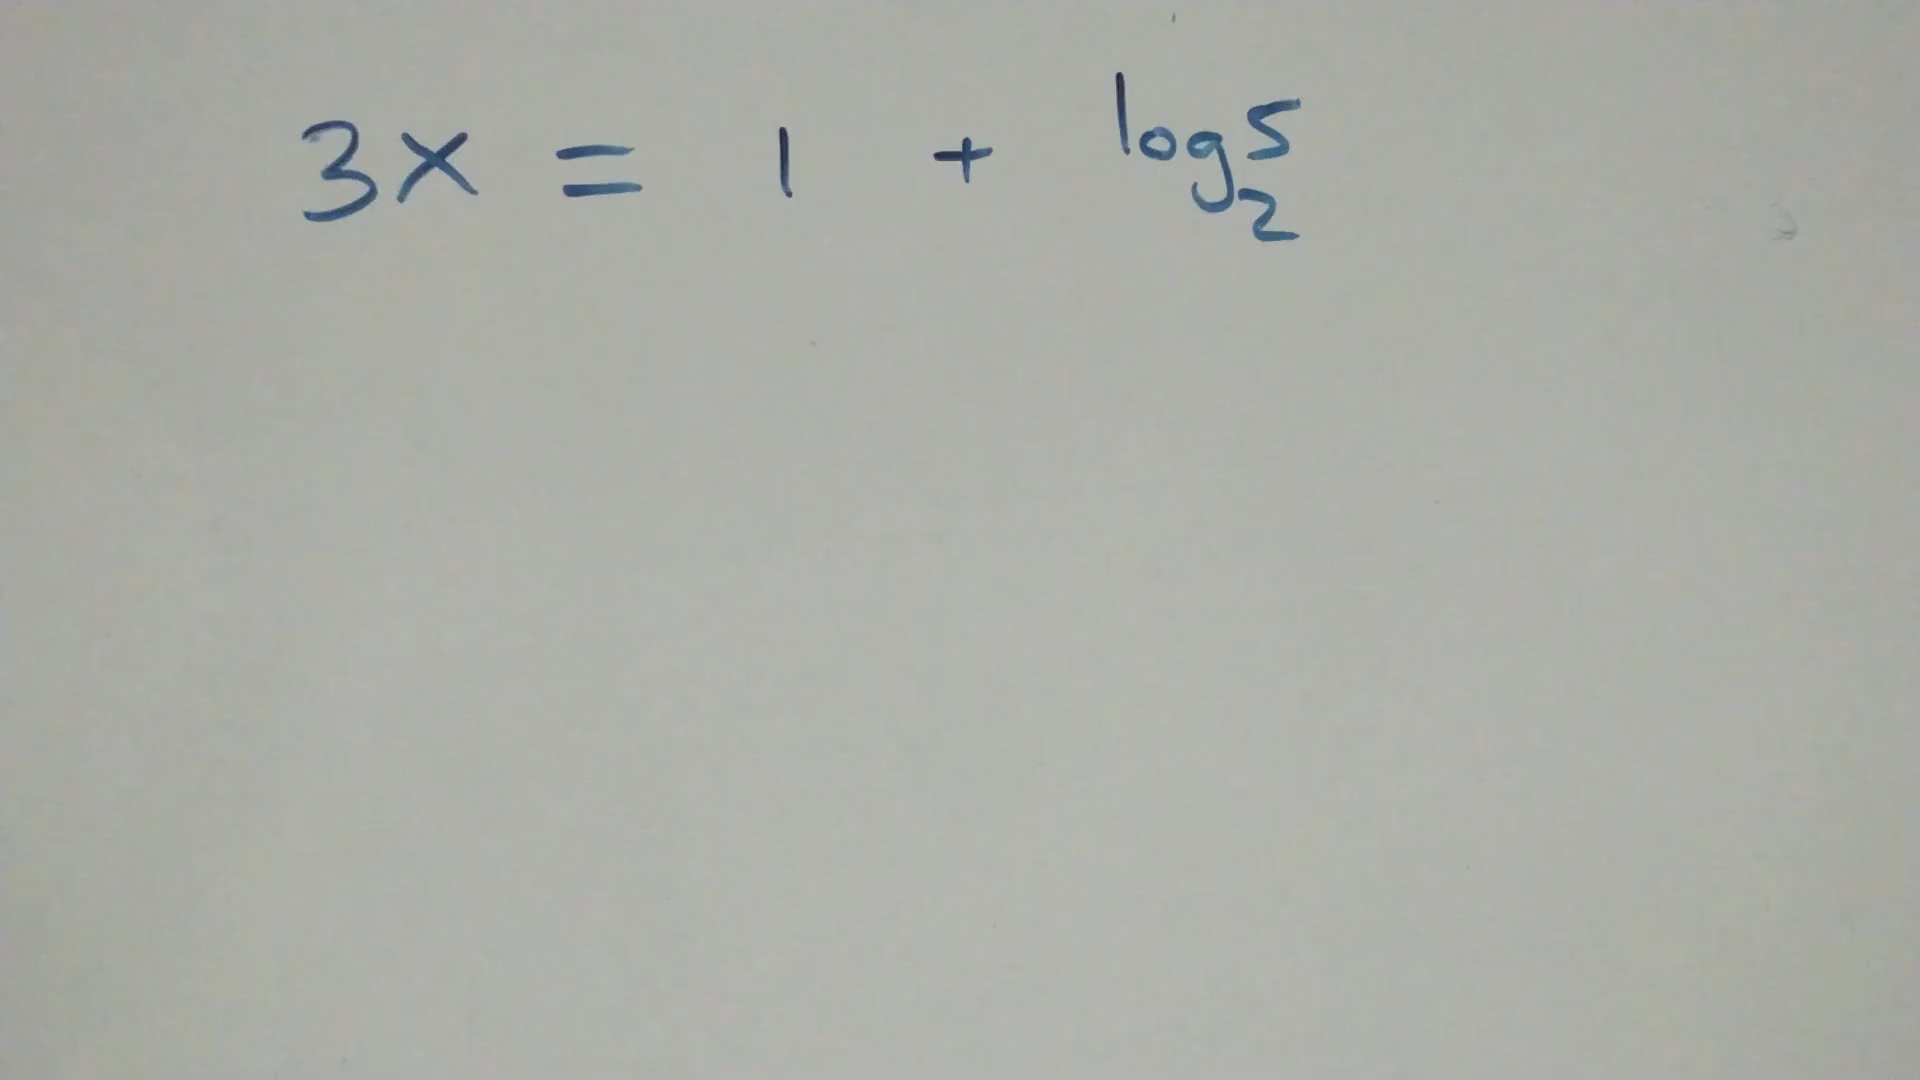 3x = 1 + log₂5